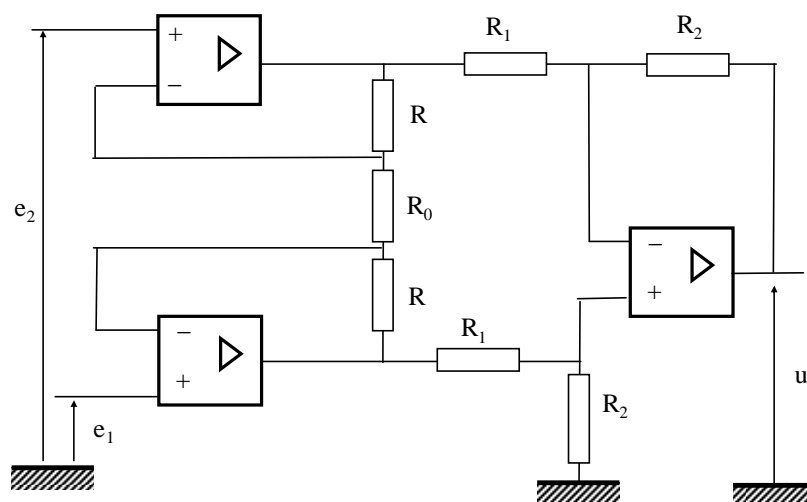 +
R₁
R₂
−
R
e₂
R₀
−
+
R
−
R₁
+
u
e₁
R₂